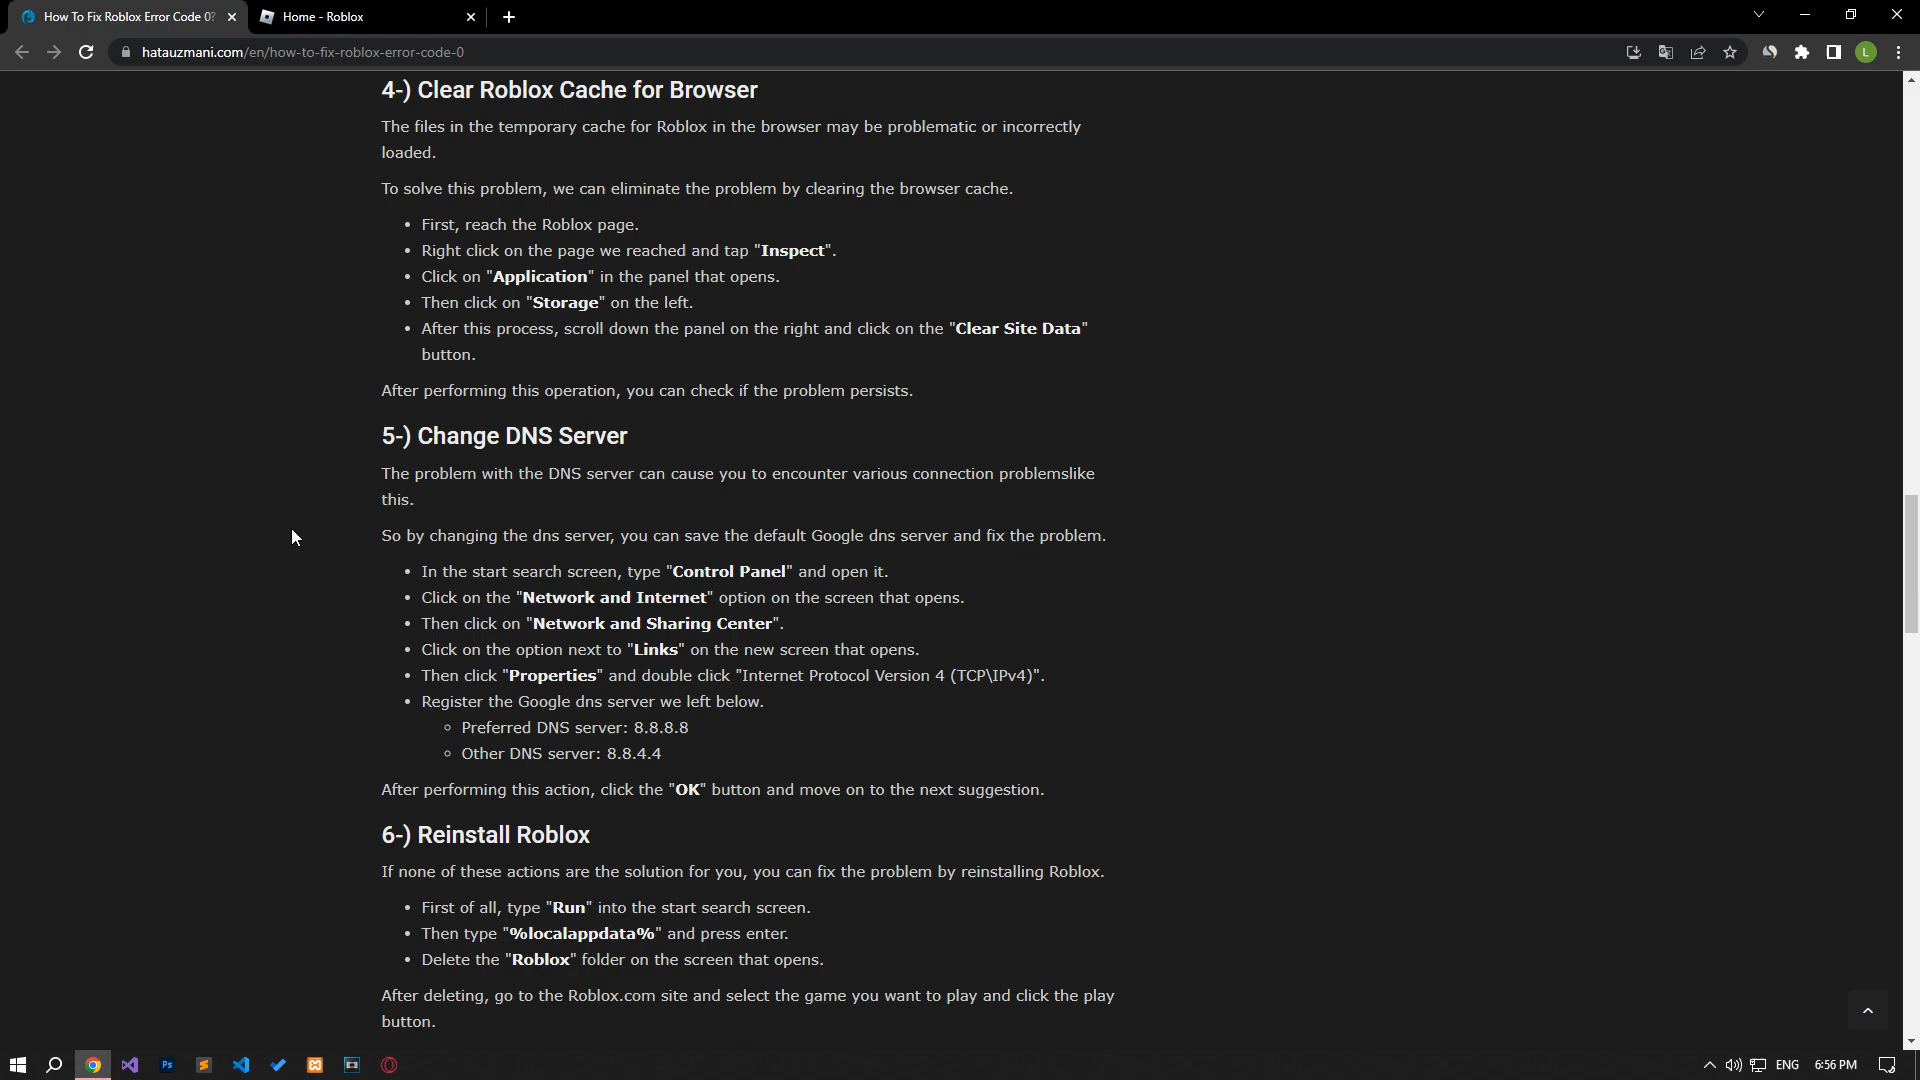 How To Fix Roblox Error Code 0?
Home - Roblox
hatauzmani.com/en/how-to-fix-roblox-error-code-0
L
4-) Clear Roblox Cache for Browser
The files in the temporary cache for Roblox in the browser may be problematic or incorrectly
loaded.
To solve this problem, we can eliminate the problem by clearing the browser cache.
• First, reach the Roblox page.
• Right click on the page we reached and tap "Inspect".
• Click on "Application" in the panel that opens.
• Then click on "Storage" on the left.
• After this process, scroll down the panel on the right and click on the "Clear Site Data"
button.
After performing this operation, you can check if the problem persists.
5-) Change DNS Server
The problem with the DNS server can cause you to encounter various connection problemslike
this.
So by changing the dns server, you can save the default Google dns server and fix the problem.
• In the start search screen, type "Control Panel" and open it.
• Click on the "Network and Internet" option on the screen that opens.
• Then click on "Network and Sharing Center".
• Click on the option next to "Links" on the new screen that opens.
• Then click "Properties" and double click "Internet Protocol Version 4 (TCP\IPv4)".
• Register the Google dns server we left below.
◦ Preferred DNS server: 8.8.8.8
◦ Other DNS server: 8.8.4.4
After performing this action, click the "OK" button and move on to the next suggestion.
6-) Reinstall Roblox
If none of these actions are the solution for you, you can fix the problem by reinstalling Roblox.
• First of all, type "Run" into the start search screen.
• Then type "%localappdata%" and press enter.
• Delete the "Roblox" folder on the screen that opens.
After deleting, go to the Roblox.com site and select the game you want to play and click the play
button.
Ps
ENG
6:56 PM